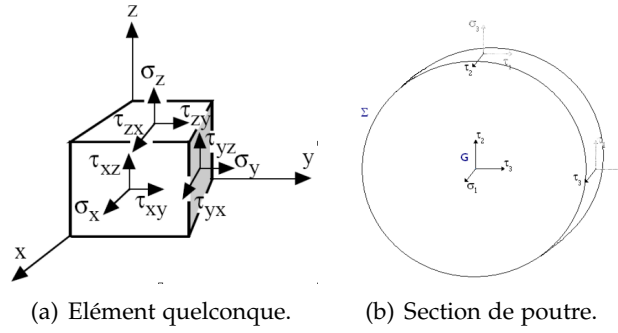 z
σz
τzx τzy
τyz
τxz
σy
y
σx
τxy
τyx
x
σ3
τ2
τ1
Σ
τ2
G
τ3
σ1
τ3
(a) Elément quelconque.
(b) Section de poutre.